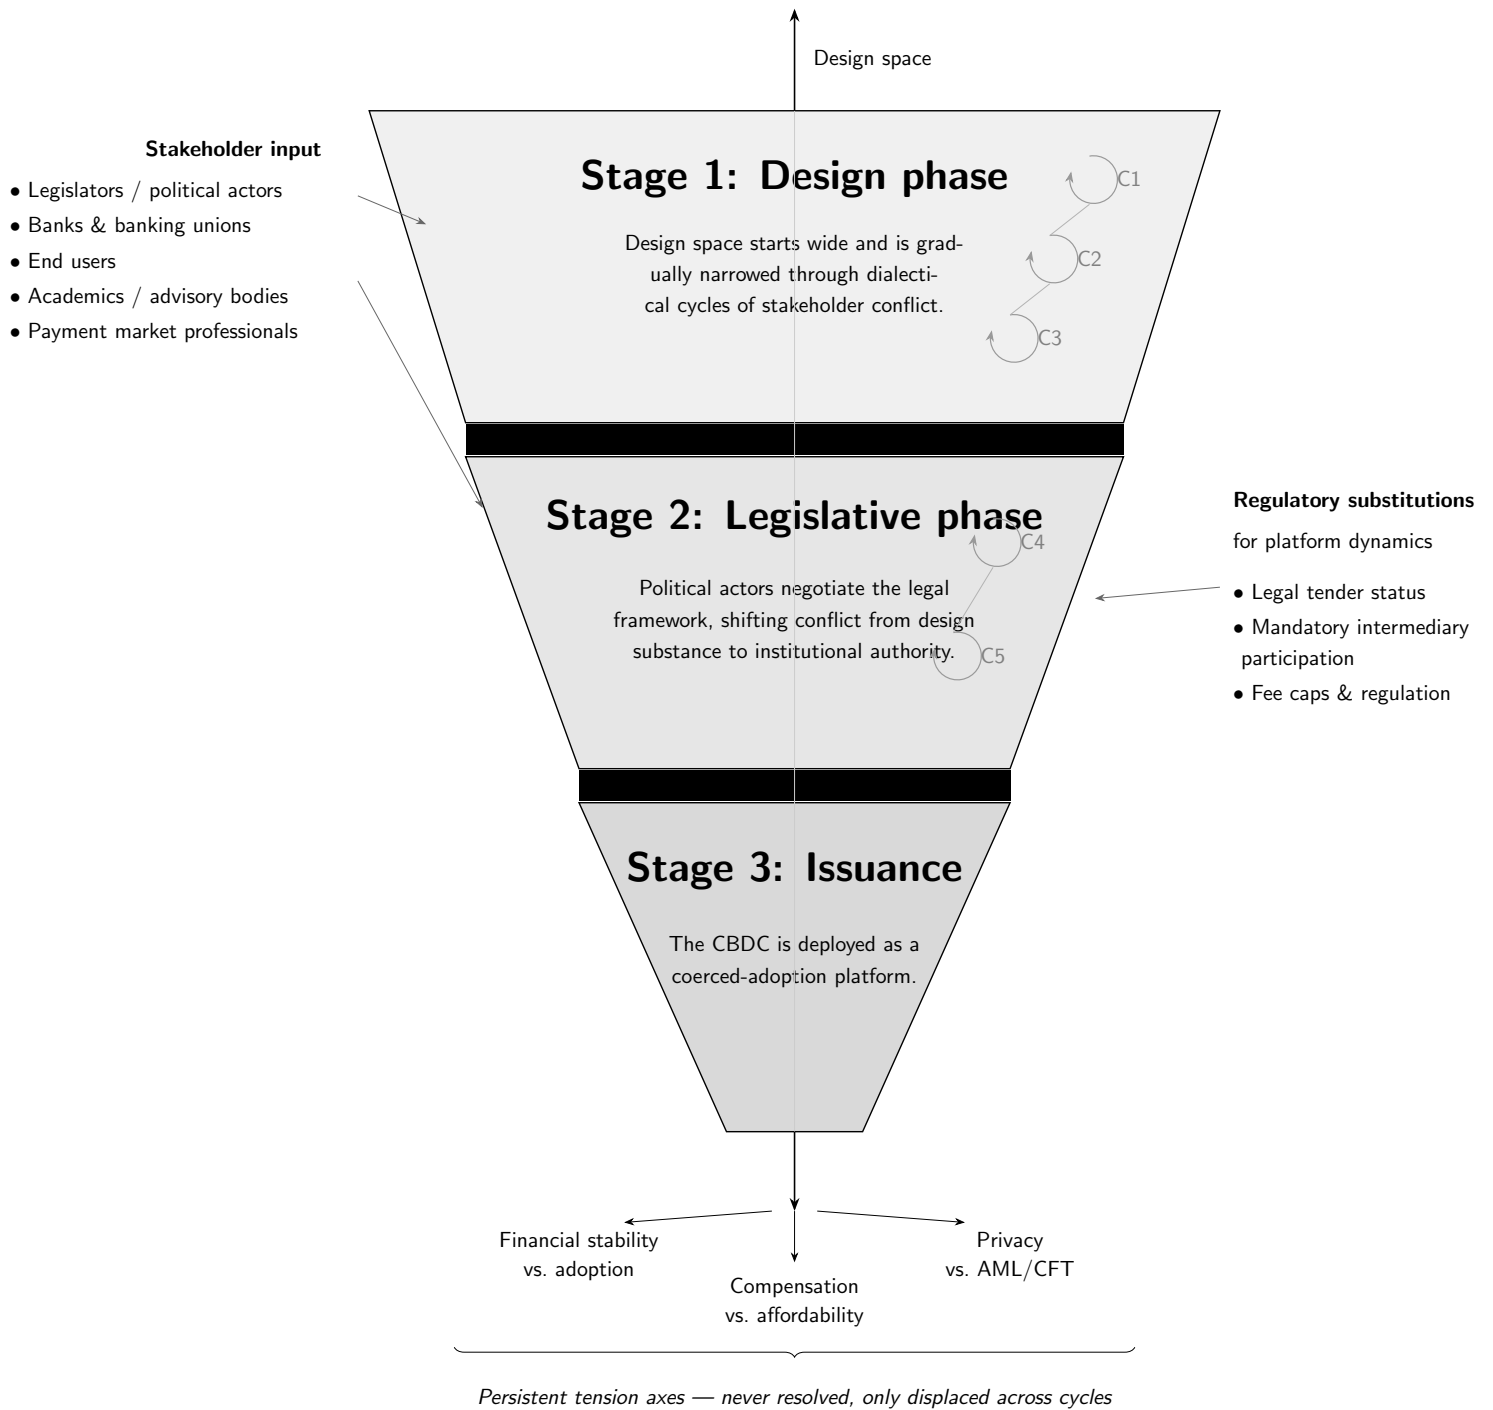 Design space
Stakeholder input
• Legislators / political actors
• Banks & banking unions
• End users
• Academics / advisory bodies
• Payment market professionals
Stage 1: Design phase
Design space starts wide and is grad-
ually narrowed through dialecti-
cal cycles of stakeholder conflict.
C1
C2
C3
Stage 2: Legislative phase
Political actors negotiate the legal
framework, shifting conflict from design
substance to institutional authority.
C4
C5
Regulatory substitutions
for platform dynamics
• Legal tender status
• Mandatory intermediary
participation
• Fee caps & regulation
Stage 3: Issuance
The CBDC is deployed as a
coerced-adoption platform.
Financial stability
vs. adoption
Compensation
vs. affordability
Privacy
vs. AML/CFT
Persistent tension axes — never resolved, only displaced across cycles